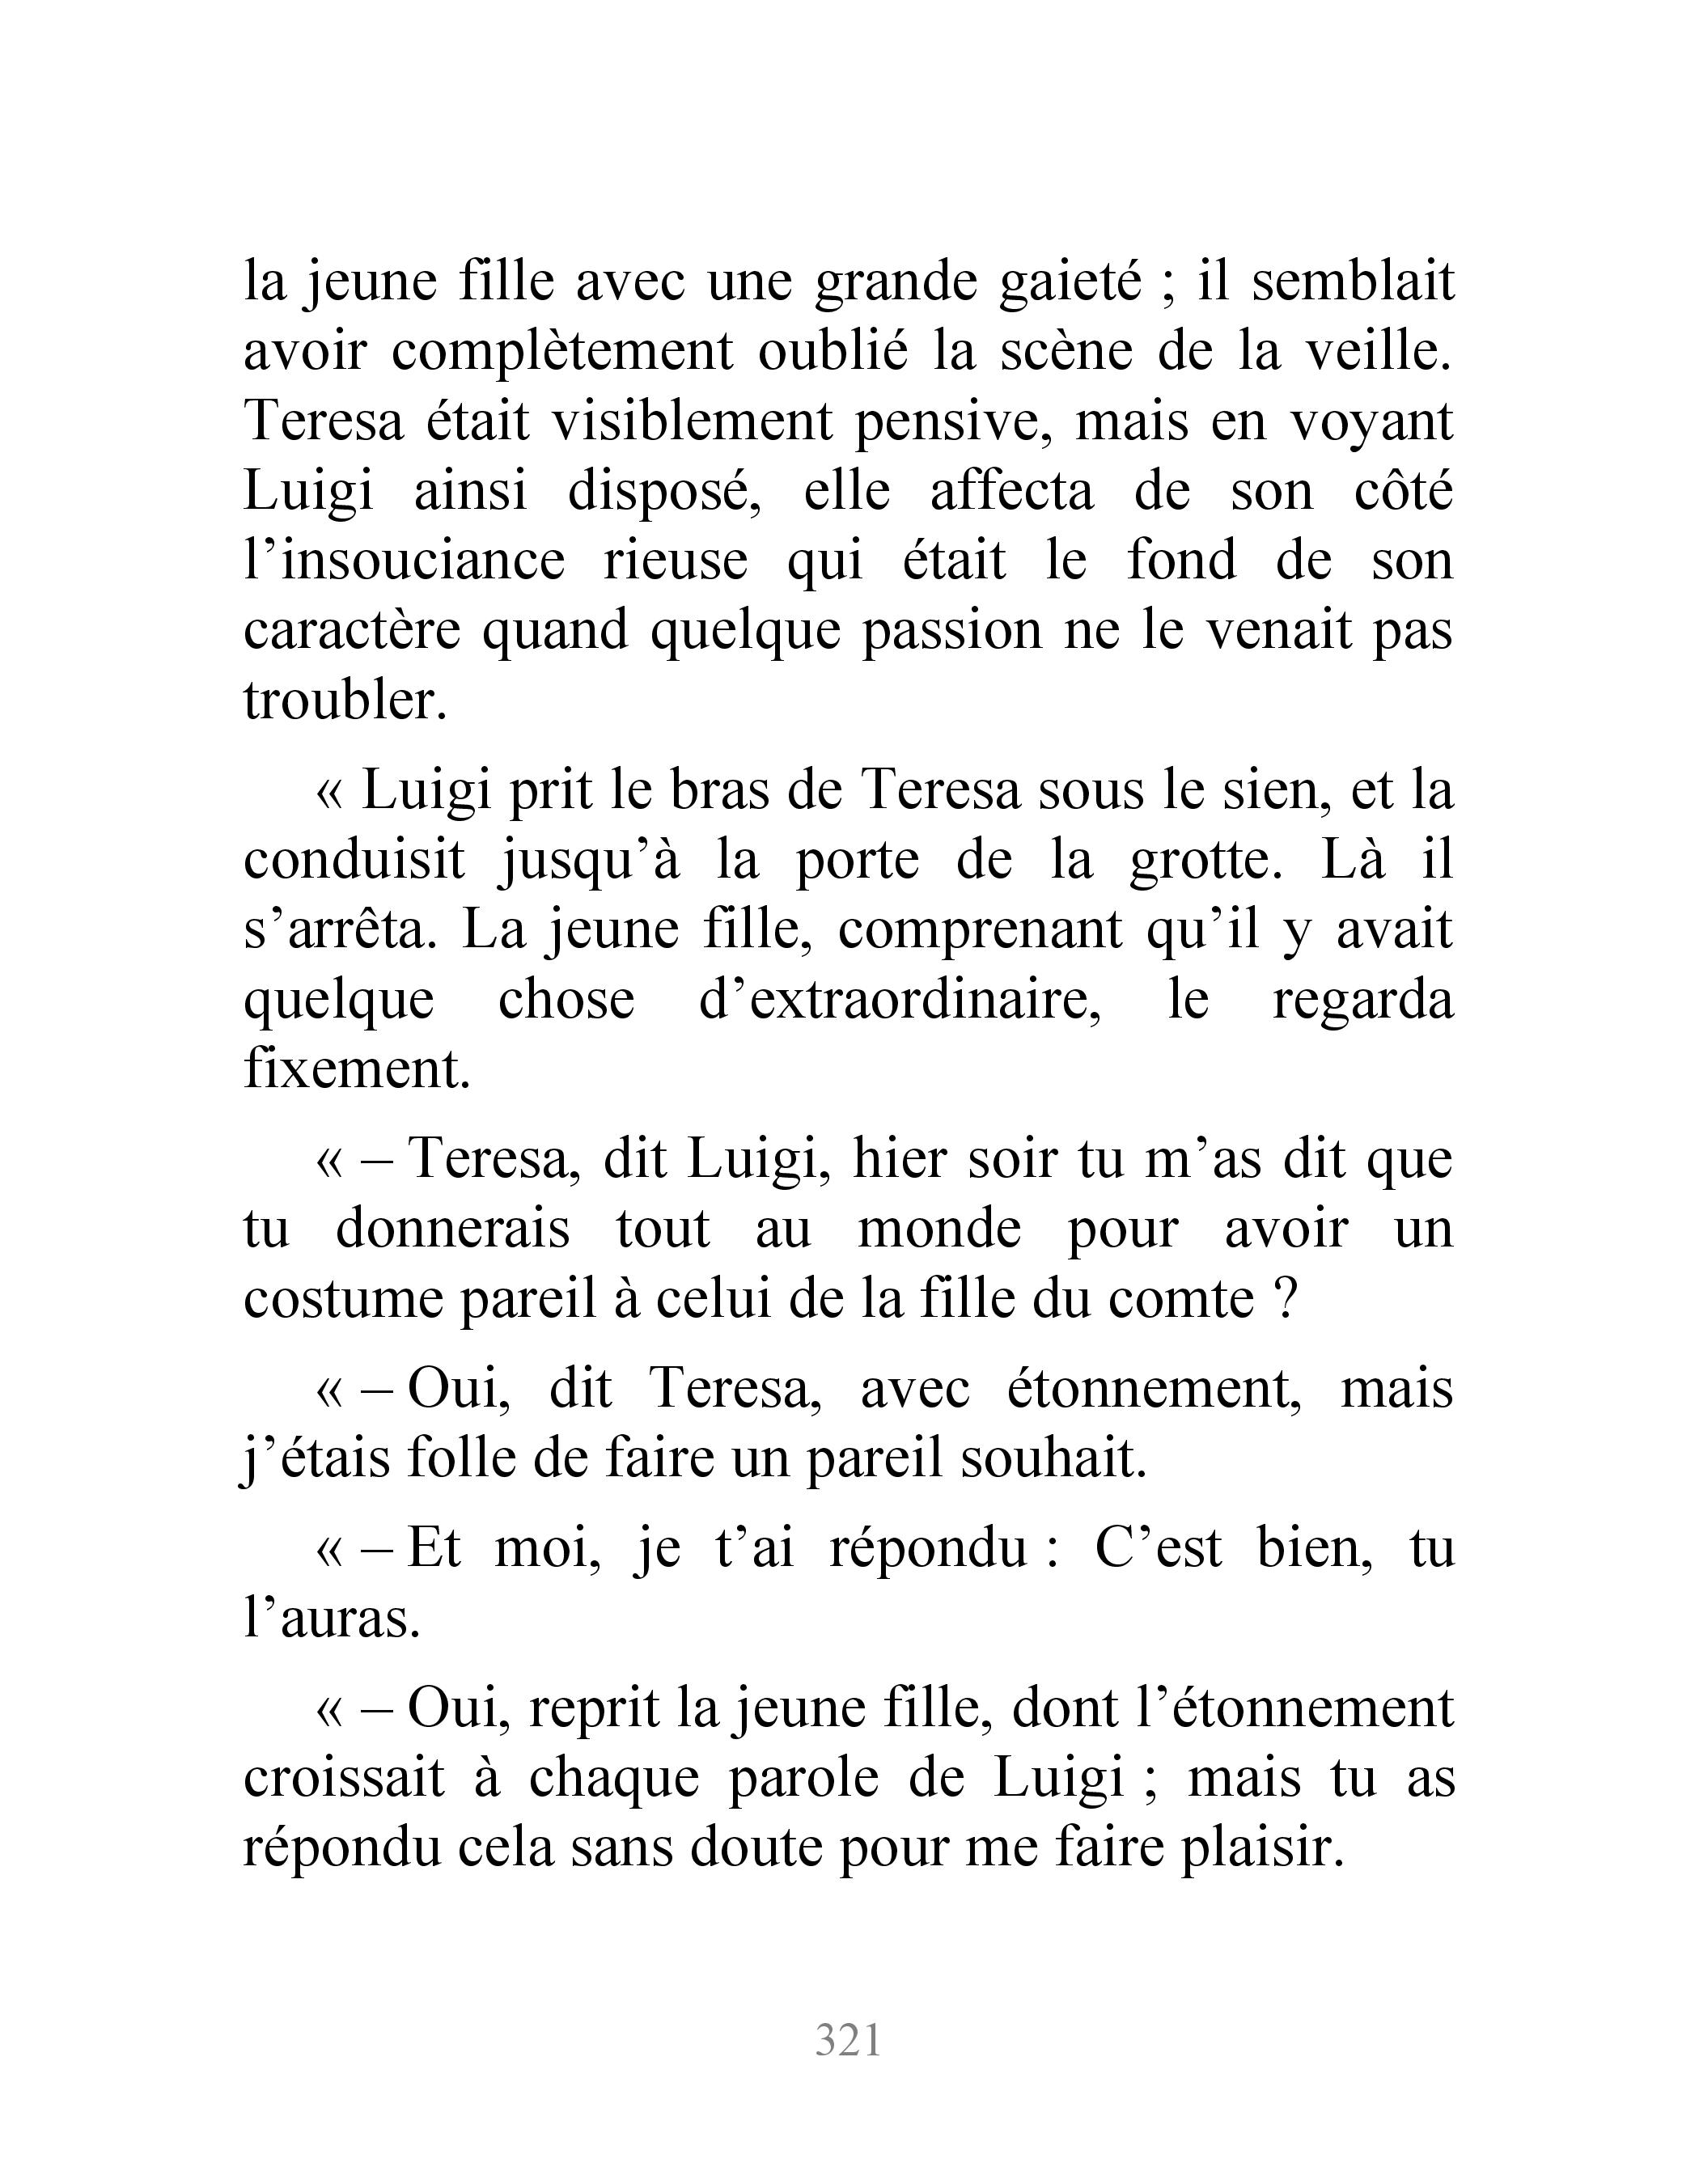 la jeune fille avec une grande gaieté ; il semblait
avoir complètement oublié la scène de la veille.
Teresa était visiblement pensive, mais en voyant
Luigi ainsi disposé, elle affecta de son côté
l’insouciance rieuse qui était le fond de son
caractère quand quelque passion ne le venait pas
troubler.
« Luigi prit le bras de Teresa sous le sien, et la
conduisit jusqu’à la porte de la grotte. Là il
s’arrêta. La jeune fille, comprenant qu’il y avait
quelque chose d’extraordinaire, le regarda
fixement.
« – Teresa, dit Luigi, hier soir tu m’as dit que
tu donnerais tout au monde pour avoir un
costume pareil à celui de la fille du comte ?
« – Oui, dit Teresa, avec étonnement, mais
j’étais folle de faire un pareil souhait.
« – Et moi, je t’ai répondu : C’est bien, tu
l’auras.
« – Oui, reprit la jeune fille, dont l’étonnement
croissait à chaque parole de Luigi ; mais tu as
répondu cela sans doute pour me faire plaisir.
321